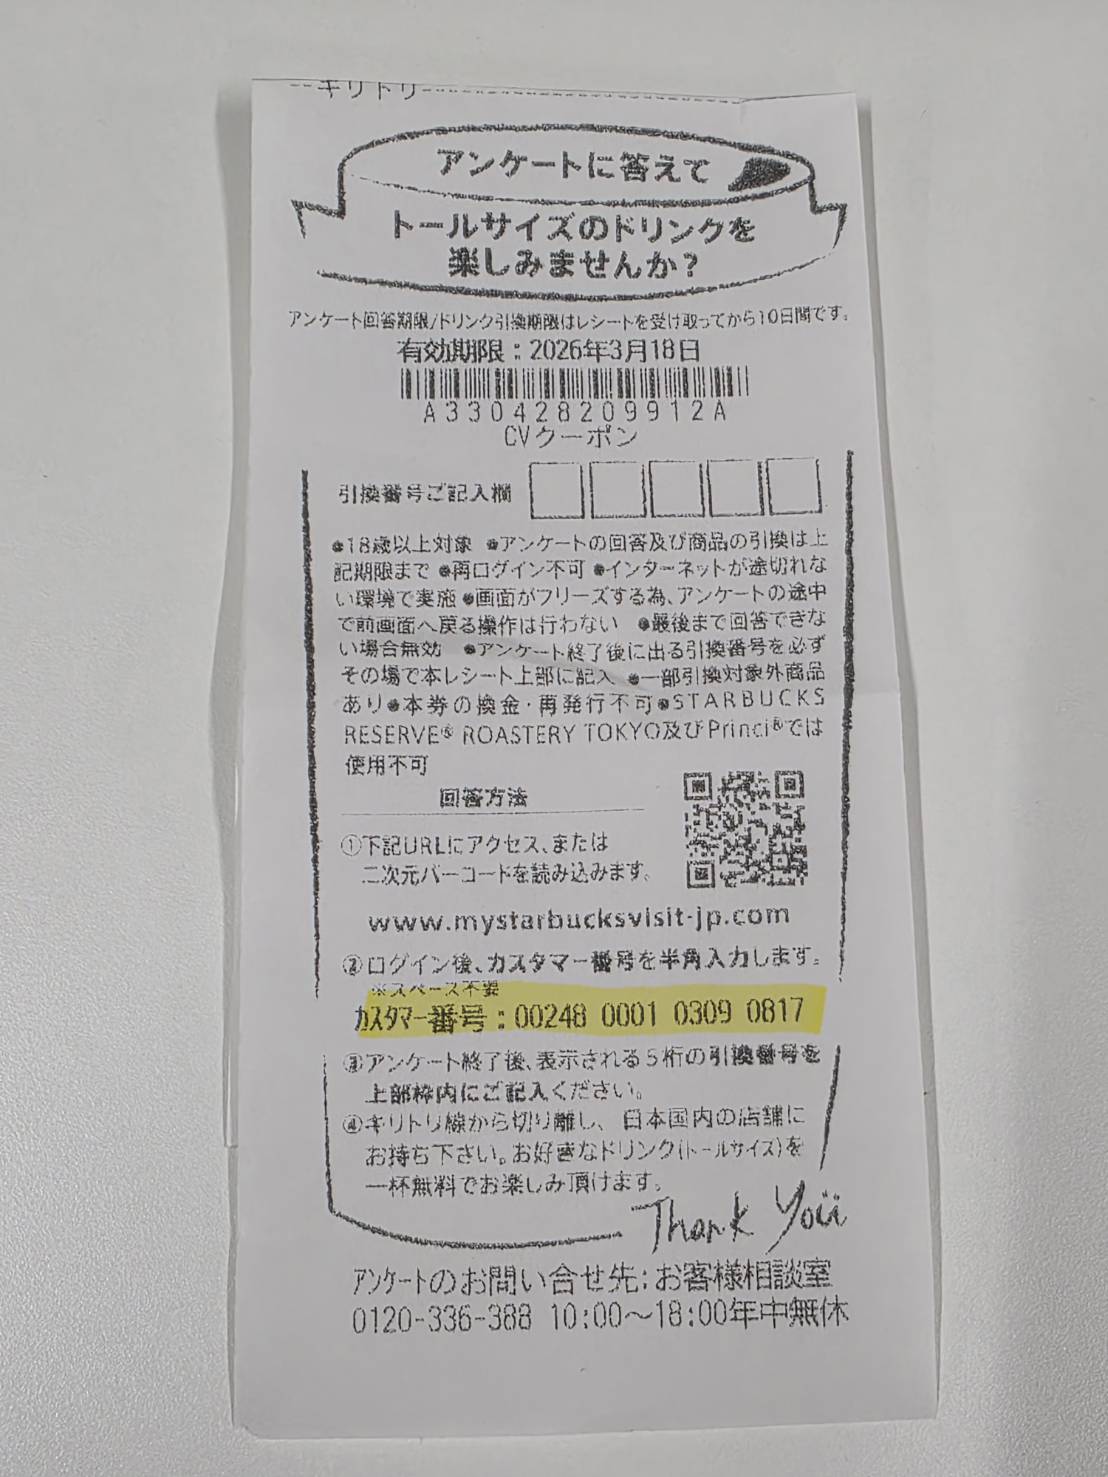 --キリトリ--
アンケートに答えて
トールサイズのドリンクを
楽しみませんか?
アンケート回答期限/ドリンク引換期限はレシートを受け取ってから10日間です。
有効期限:2026年3月18日
A330428209912A
CVクーポン
引換番号ご記入欄
●18歳以上対象 ●アンケートの回答及び商品の引換は上
記期限まで ●再ログイン不可 ●インターネットが途切れな
い環境で実施 ●画面がフリーズする為、アンケートの途中
で前画面へ戻る操作は行わない ●最後まで回答できな
い場合無効 ●アンケート終了後に出る引換番号を必ず
その場で本レシート上部に記入 ●一部引換対象外商品
あり ●本券の換金・再発行不可 ●STARBUCKS
RESERVE® ROASTERY TOKYO及びPrinci®では
使用不可
回答方法
①下記URLにアクセス、または
二次元バーコードを読み込みます。
www.mystarbucksvisit-jp.com
②ログイン後、カスタマー番号を半角入力します。
※スペース不要
カスタマー番号:00248 0001 0309 0817
③アンケート終了後、表示される5桁の引換番号を
上部枠内にご記入ください。
④キリトリ線から切り離し、日本国内の店舗に
お持ち下さい。お好きなドリンク(トールサイズ)を
一杯無料でお楽しみ頂けます。
Thank You
アンケートのお問い合せ先:お客様相談室
0120-336-388 10:00〜18:00年中無休